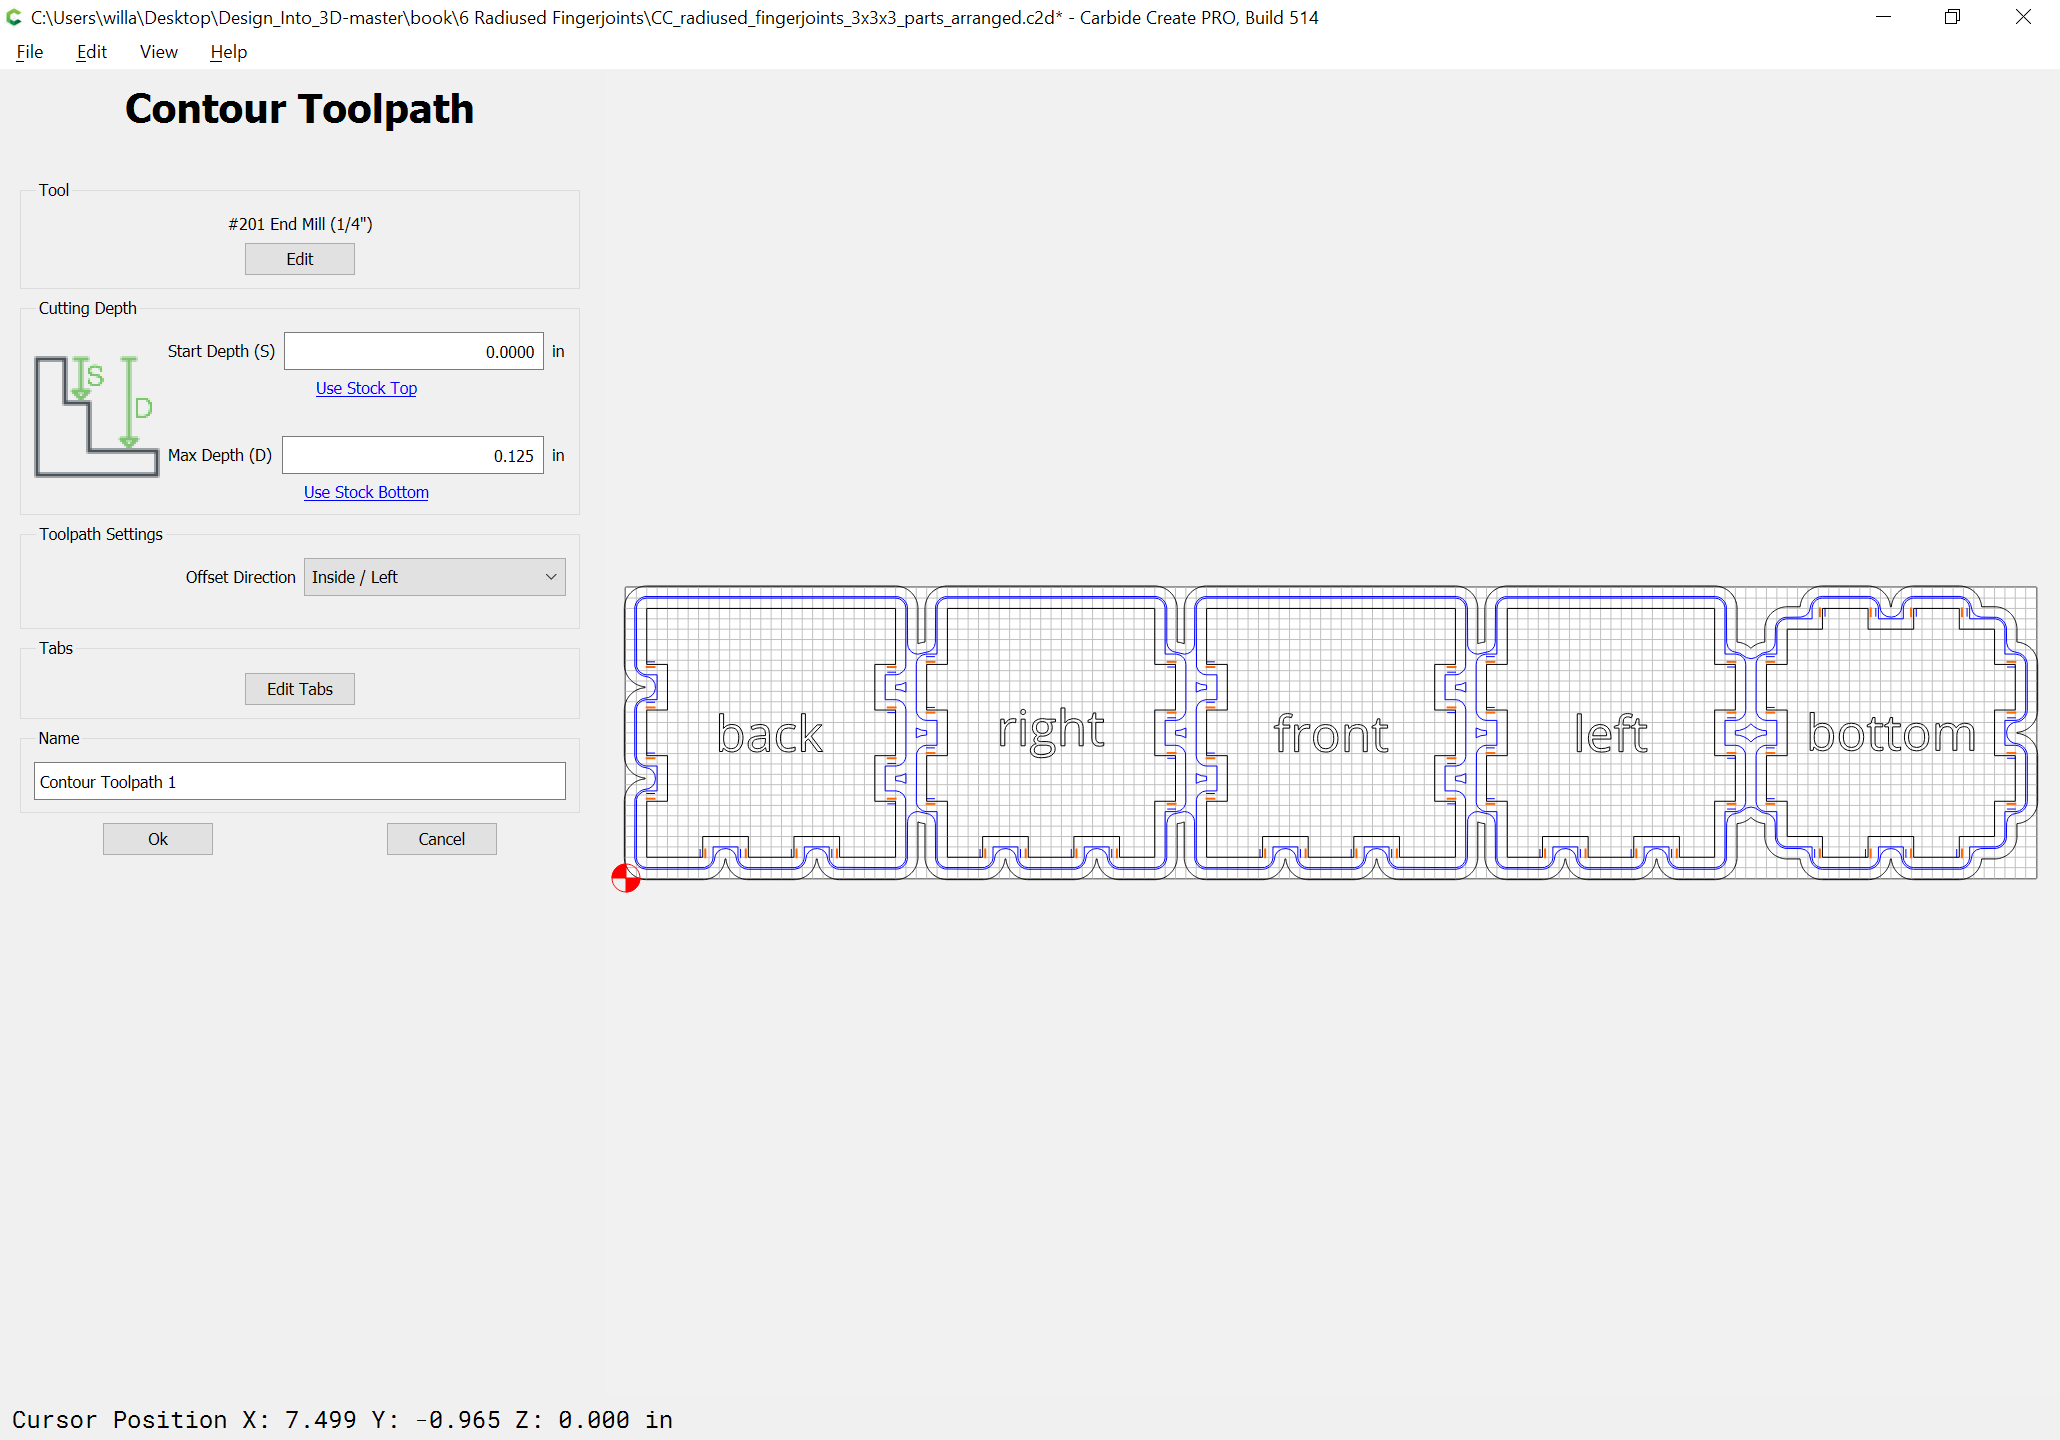 C:\Users\willa\Desktop\Design_Into_3D-master\book\6 Radiused Fingerjoints\CC_radiused_fingerjoints_3x3x3_parts_arranged.c2d* - Carbide Create PRO, Build 514
File Edit View Help
Contour Toolpath
Tool
#201 End Mill (1/4")
Edit
Cutting Depth
S
D
Start Depth (S) 0.0000 in
Use Stock Top
Max Depth (D) 0.125 in
Use Stock Bottom
Toolpath Settings
Offset Direction Inside / Left
Tabs
Edit Tabs
Name
Contour Toolpath 1
Ok Cancel
back right front left bottom
Cursor Position X: 7.499 Y: -0.965 Z: 0.000 in